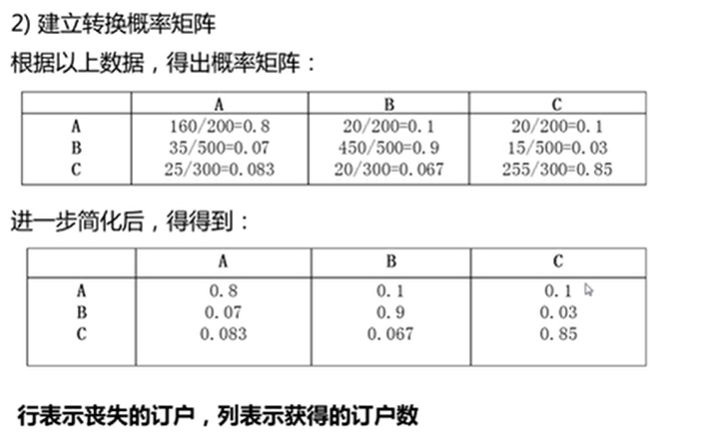 2) 建立转换概率矩阵
根据以上数据，得出概率矩阵：
A B C
A 160/200=0.8 20/200=0.1 20/200=0.1
B 35/500=0.07 450/500=0.9 15/500=0.03
C 25/300=0.083 20/300=0.067 255/300=0.85
进一步简化后，得得到：
A B C
A 0.8 0.1 0.1
B 0.07 0.9 0.03
C 0.083 0.067 0.85
行表示丧失的订户，列表示获得的订户数